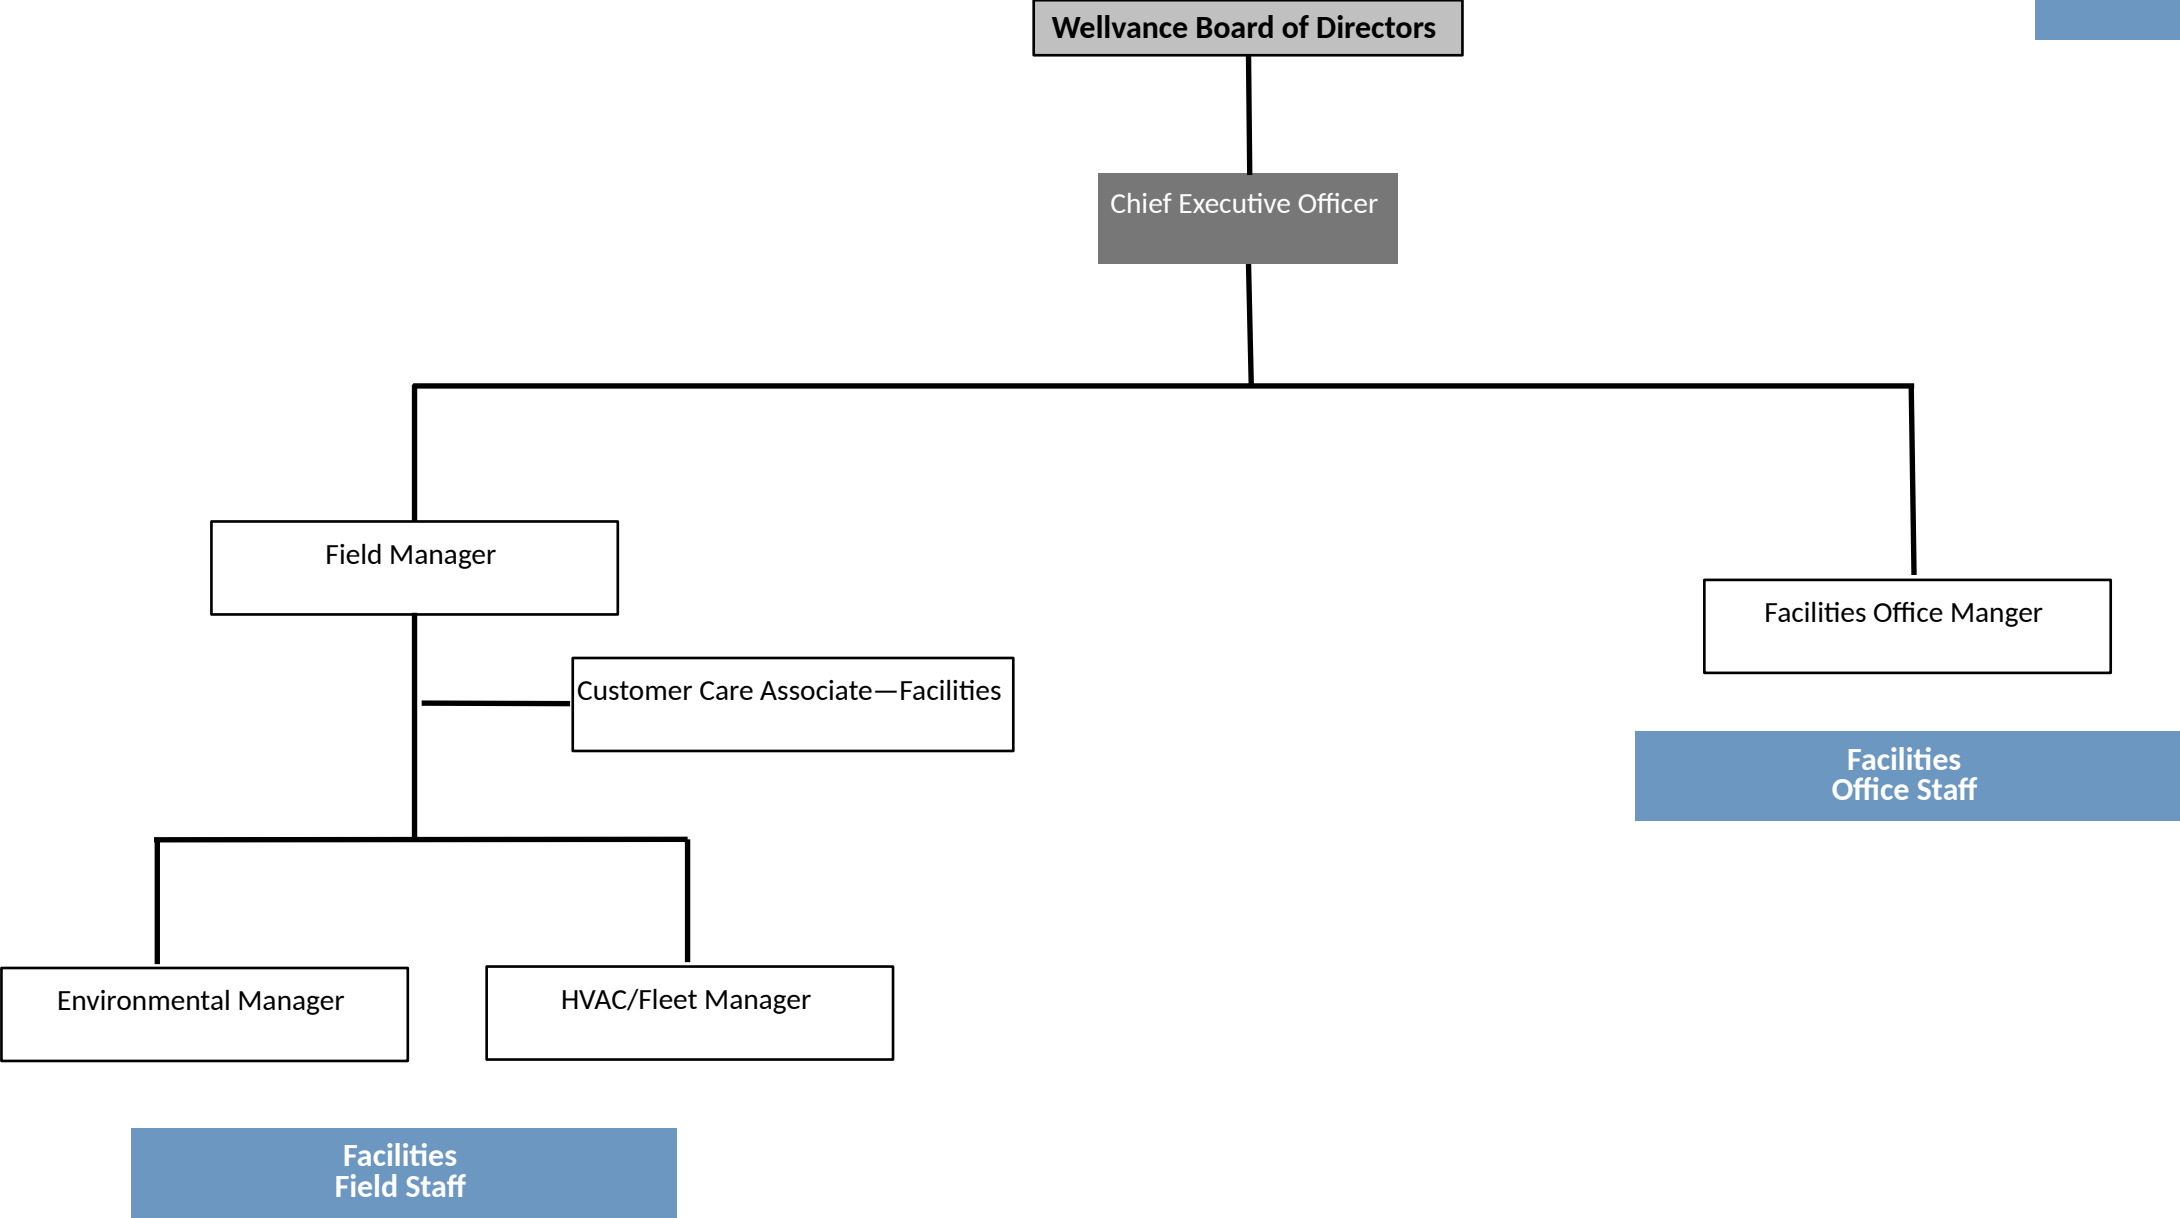 Wellvance Board of Directors
Chief Executive Officer
Field Manager
Facilities Office Manger
Customer Care Associate—Facilities
Facilities
Office Staff
Environmental Manager
HVAC/Fleet Manager
Facilities
Field Staff